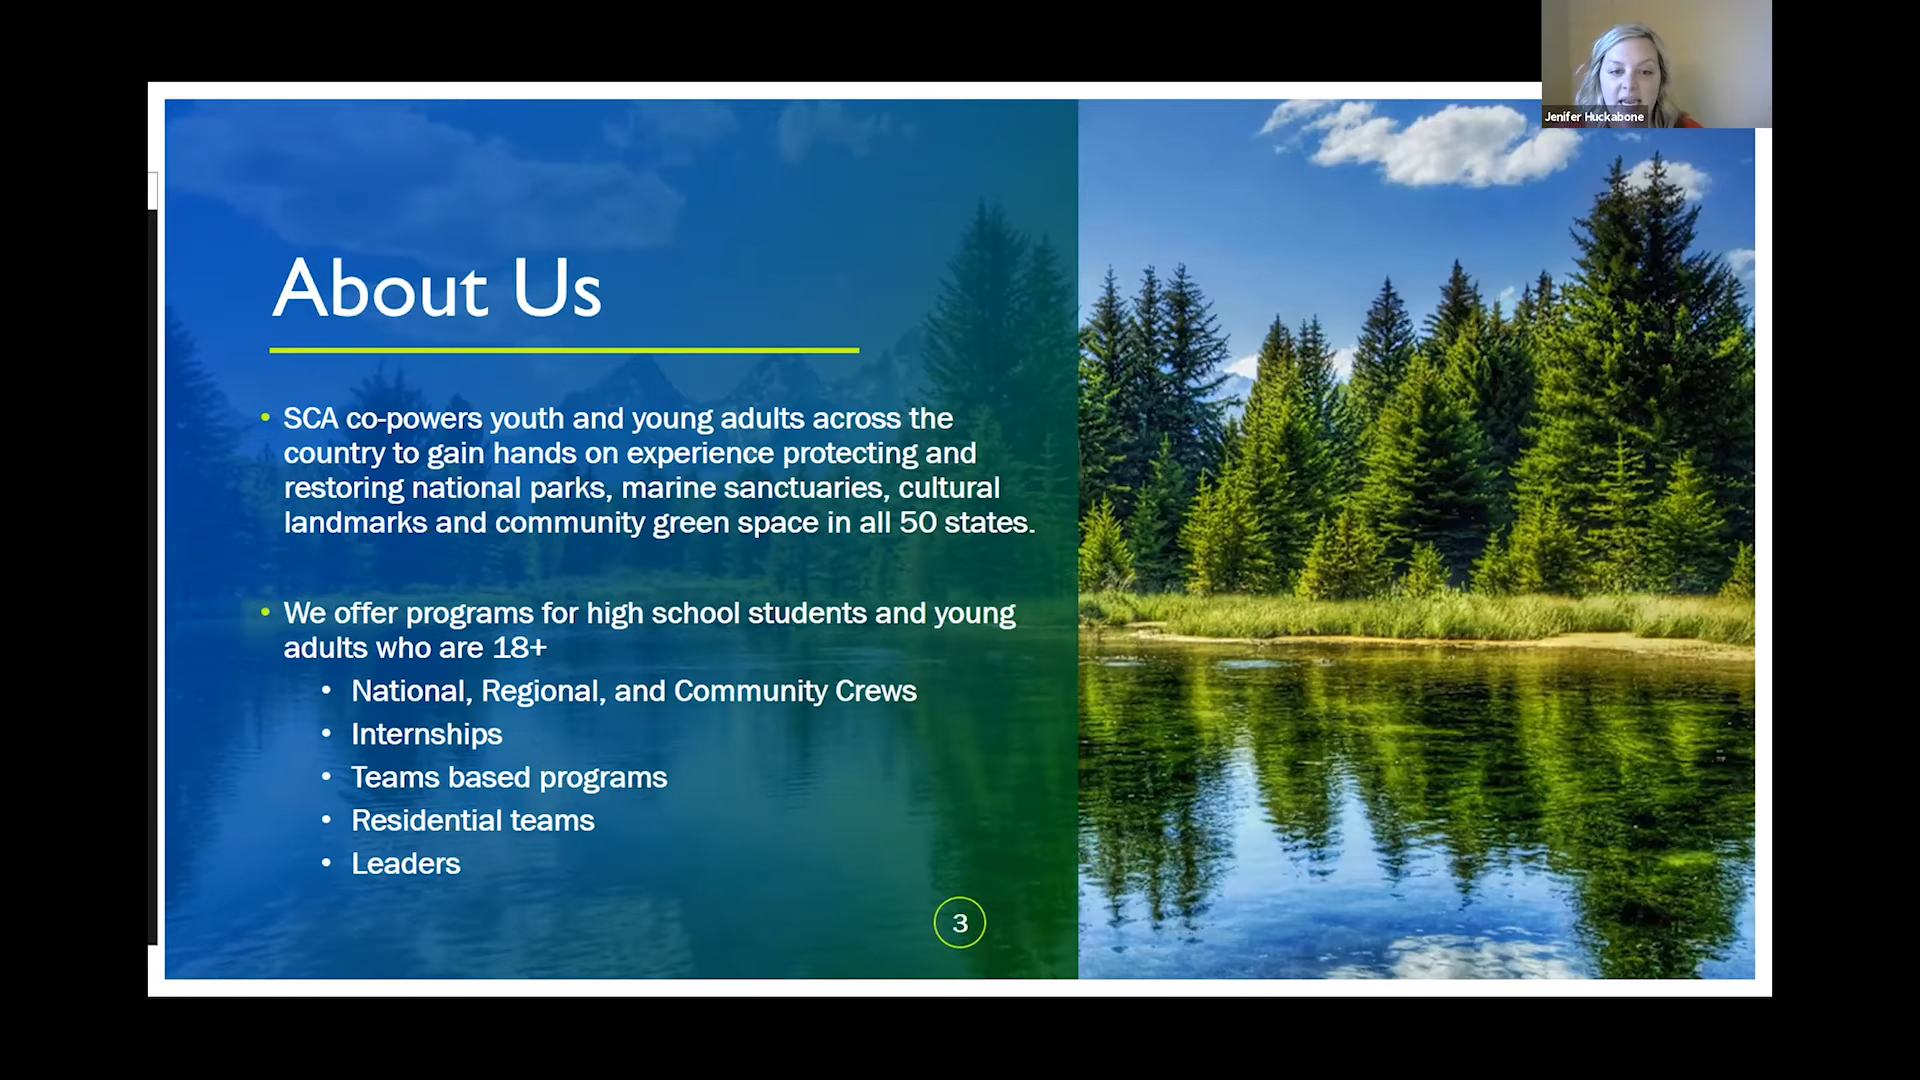 Jenifer Huckabone
About Us
• SCA co-powers youth and young adults across the
country to gain hands on experience protecting and
restoring national parks, marine sanctuaries, cultural
landmarks and community green space in all 50 states.
• We offer programs for high school students and young
adults who are 18+
• National, Regional, and Community Crews
• Internships
• Teams based programs
• Residential teams
• Leaders
3